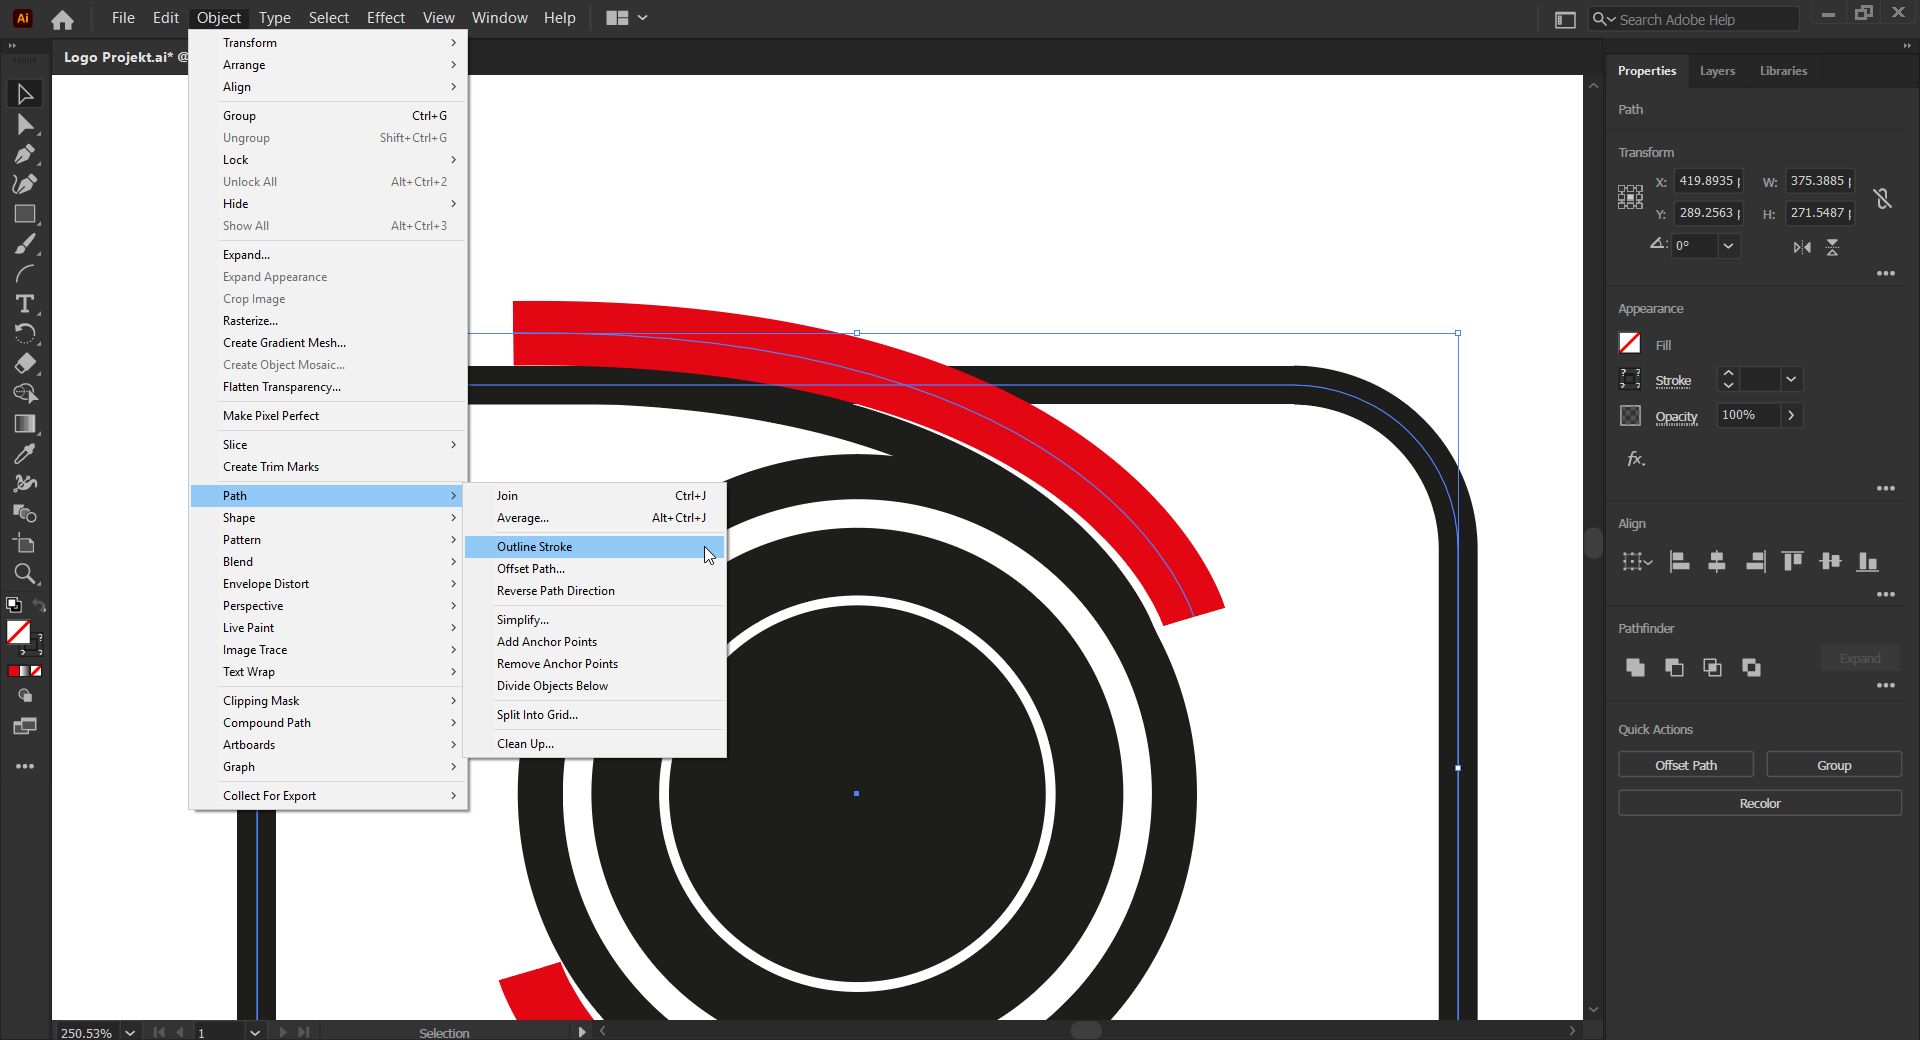 Ai File Edit Object Type Select Effect View Window Help Search Adobe Help
Logo Projekt.ai* @
Transform
Arrange
Align
Group Ctrl+G
Ungroup Shift+Ctrl+G
Lock
Unlock All Alt+Ctrl+2
Hide
Show All Alt+Ctrl+3
Expand...
Expand Appearance
Crop Image
Rasterize...
Create Gradient Mesh...
Create Object Mosaic...
Flatten Transparency...
Make Pixel Perfect
Slice
Create Trim Marks
Path
Shape
Pattern
Blend
Envelope Distort
Perspective
Live Paint
Image Trace
Text Wrap
Clipping Mask
Compound Path
Artboards
Graph
Collect For Export
Join Ctrl+J
Average... Alt+Ctrl+J
Outline Stroke
Offset Path...
Reverse Path Direction
Simplify...
Add Anchor Points
Remove Anchor Points
Divide Objects Below
Split Into Grid...
Clean Up...
Properties Layers Libraries
Path
Transform
X: 419.8935 W: 375.3885
Y: 289.2563 H: 271.5487
0°
Appearance
Fill
Stroke
Opacity 100%
fx.
Align
Pathfinder
Expand
Quick Actions
Offset Path Group
Recolor
250.53% 1 Selection